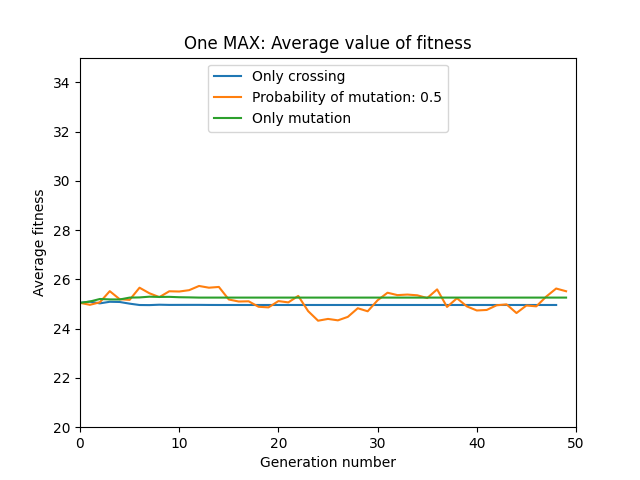 One MAX: Average value of fitness
Only crossing
Probability of mutation: 0.5
Only mutation
Average fitness
34
32
30
28
26
24
22
20
0 10 20 30 40 50
Generation number